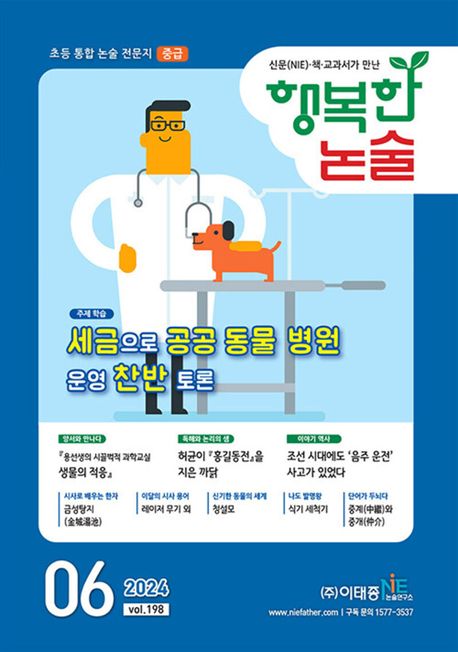 초등 통합 논술 전문지 중급
신문(NIE)·책·교과서가 만난
행복한
논술
주제 학습
세금으로 공공 동물 병원
운영 찬반 토론
양서와 만나다
『용선생의 시끌벅적 과학교실
생물의 적응』
독해와 논리의 샘
허균이 『홍길동전』을
지은 까닭
이야기 역사
조선 시대에도 ‘음주 운전’
사고가 있었다
시사로 배우는 한자
금성탕지
(金城湯池)
이달의 시사 용어
레이저 무기 외
신기한 동물의 세계
청설모
나도 발명왕
식기 세척기
단어가 두뇌다
중계(中繼)와
중개(仲介)
06 2024
vol.198
(주)이태종 NiE
논술연구소
www.niefather.com | 구독 문의 1577-3537